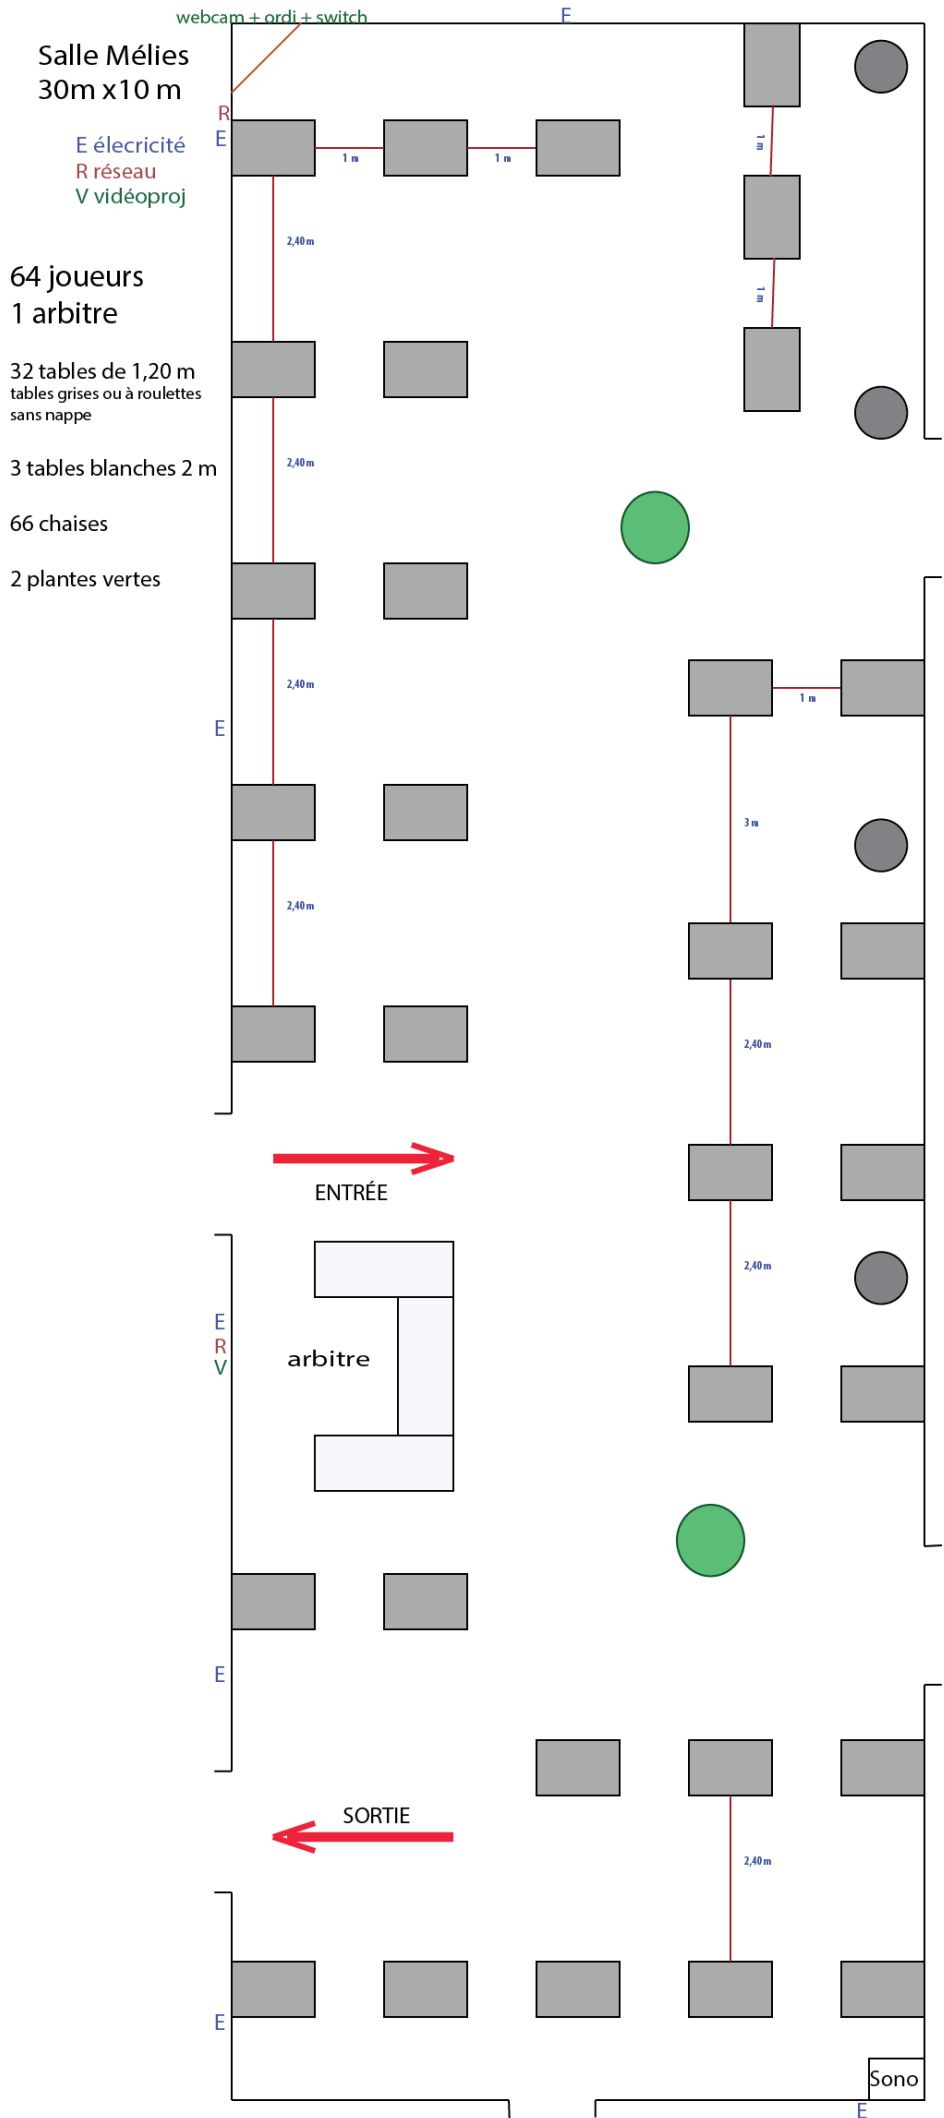 webcam + ordi + switch
E
Salle Mélies
30m x10 m
R
E
E élecricité
R réseau
V vidéoproj
1 m
1 m
1 m
1 m
2,40 m
64 joueurs
1 arbitre
32 tables de 1,20 m
tables grises ou à roulettes
sans nappe
3 tables blanches 2 m
66 chaises
2 plantes vertes
2,40 m
2,40 m
1 m
E
3 m
2,40 m
2,40 m
ENTRÉE
2,40 m
E
R
V
arbitre
E
SORTIE
2,40 m
E
Sono
E